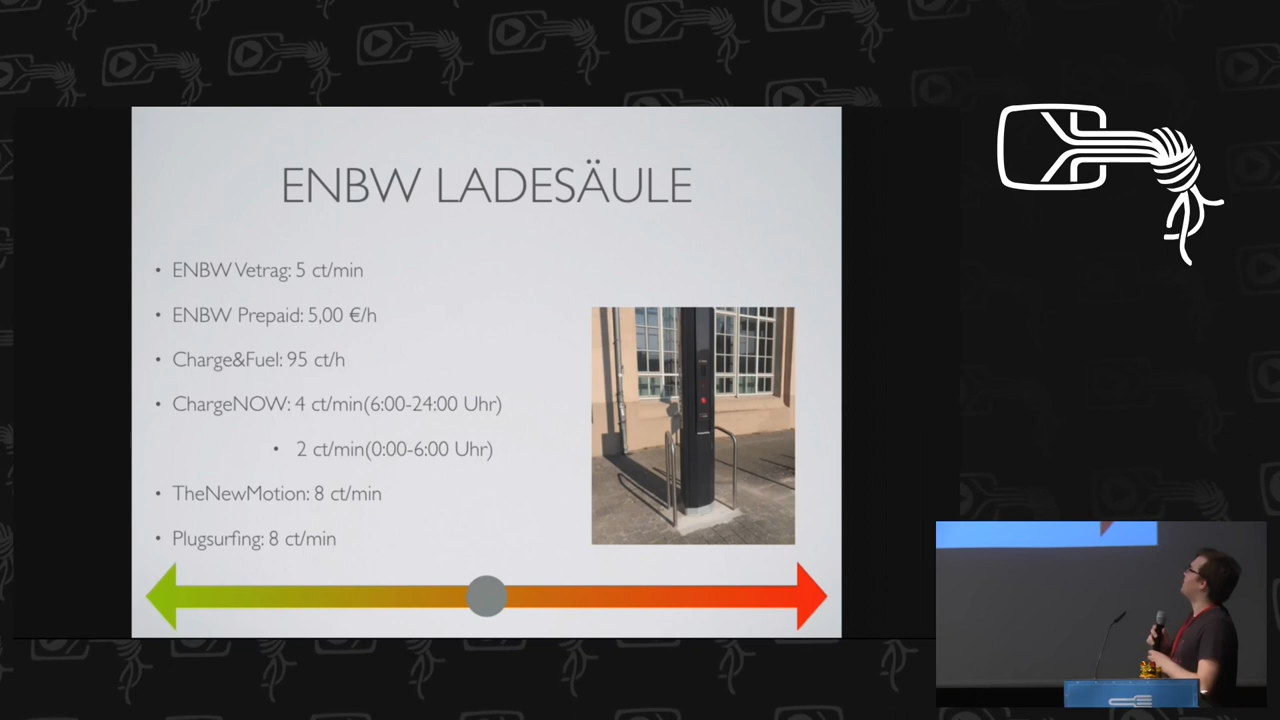 ENBW LADESÄULE
• ENBW Vetrag: 5 ct/min
• ENBW Prepaid: 5,00 €/h
• Charge&Fuel: 95 ct/h
• ChargeNOW: 4 ct/min(6:00-24:00 Uhr)
• 2 ct/min(0:00-6:00 Uhr)
• TheNewMotion: 8 ct/min
• Plugsurfing: 8 ct/min